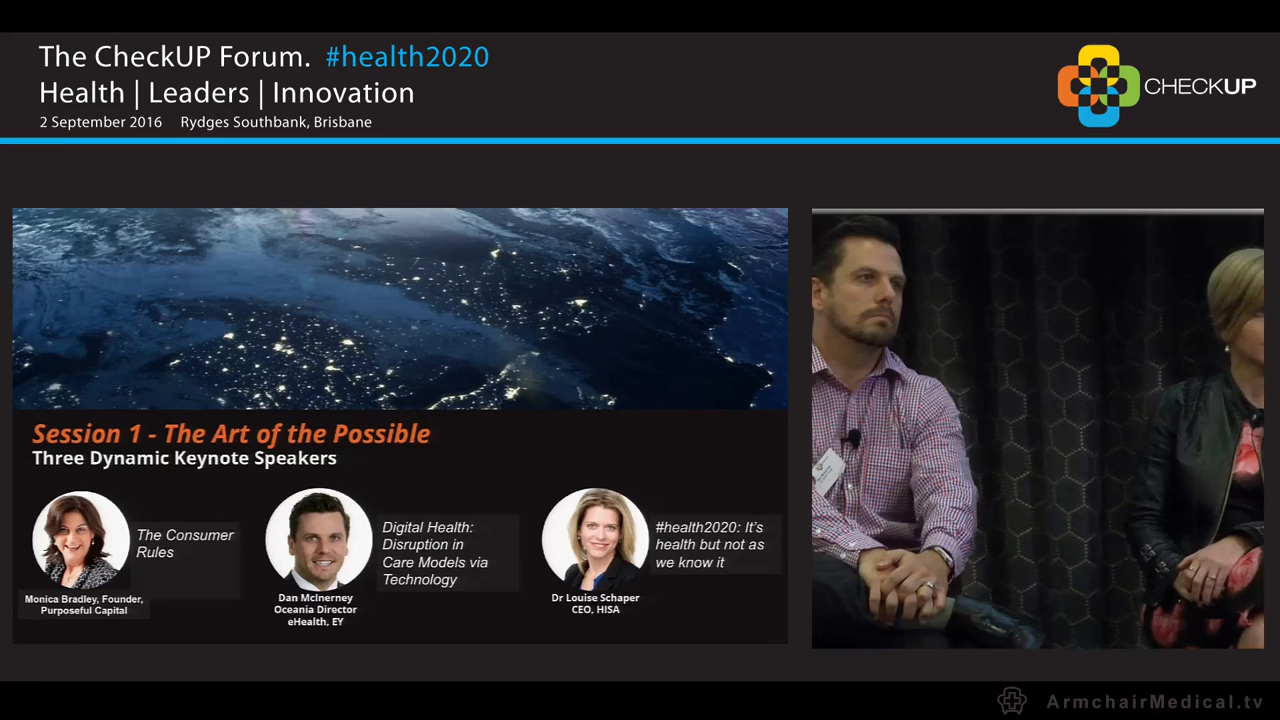 The CheckUP Forum. #health2020
Health | Leaders | Innovation
2 September 2016 Rydges Southbank, Brisbane
CHECKUP
Session 1 - The Art of the Possible
Three Dynamic Keynote Speakers
The Consumer
Rules
Monica Bradley, Founder,
Purposeful Capital
Digital Health:
Disruption in
Care Models via
Technology
Dan McInerney
Oceania Director
eHealth, EY
#health2020: It's
health but not as
we know it
Dr Louise Schaper
CEO, HISA
ArmchairMedical.tv